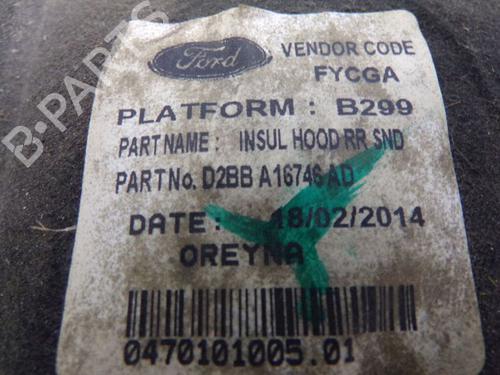 Ford
VENDOR CODE
FYCGA
PLATFORM : B299
PART NAME : INSUL HOOD RR SND
PART No. D2BB A16746 AD
DATE : 18/02/2014
OREYNA
0470101005.01
B-PARTS